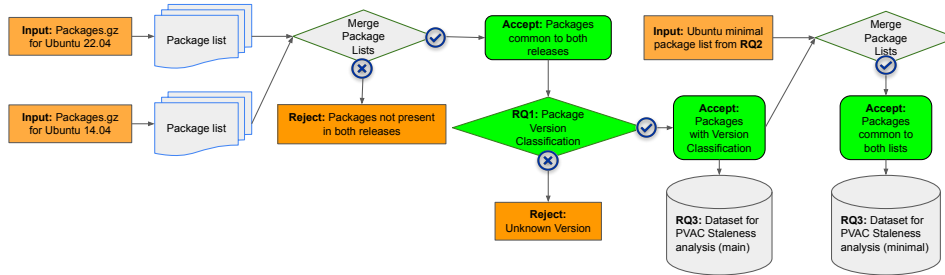 Input: Packages.gz
for Ubuntu 22.04
Package list
Merge
Package
Lists
Accept: Packages
common to both
releases
Input: Ubuntu minimal
package list from RQ2
Merge
Package
Lists
Input: Packages.gz
for Ubuntu 14.04
Package list
Reject: Packages not present
in both releases
RQ1: Package
Version
Classification
Accept:
Packages
with Version
Classification
Accept:
Packages
common to
both lists
Reject:
Unknown Version
RQ3: Dataset for
PVAC Staleness
analysis (main)
RQ3: Dataset for
PVAC Staleness
analysis (minimal)